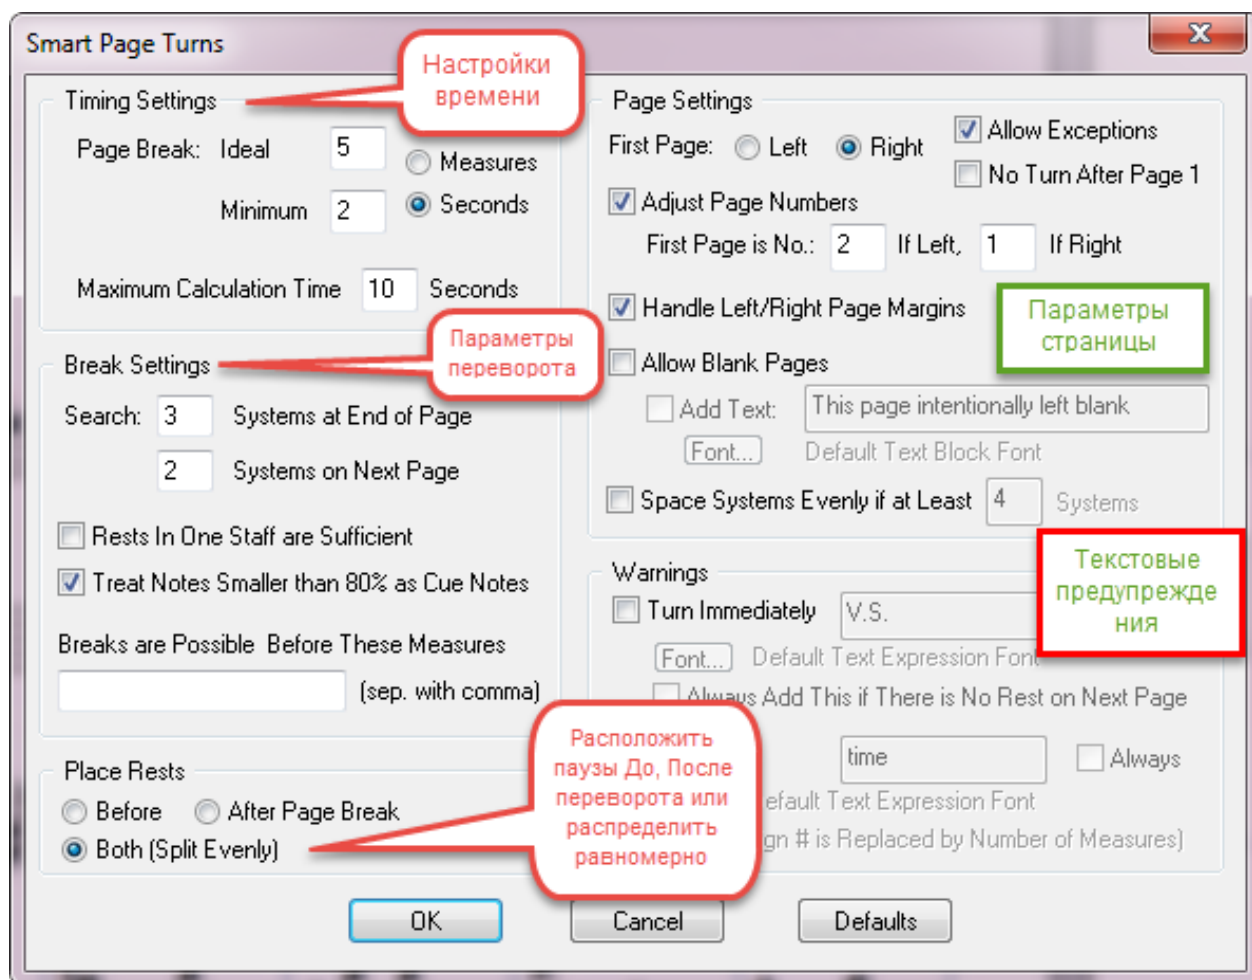 Smart Page Turns
Настройки
времени
Timing Settings
Page Break: Ideal 5 Measures
Minimum 2 Seconds
Maximum Calculation Time 10 Seconds
Параметры
переворота
Break Settings
Search: 3 Systems at End of Page
2 Systems on Next Page
Rests In One Staff are Sufficient
Treat Notes Smaller than 80% as Cue Notes
Breaks are Possible Before These Measures
(sep. with comma)
Place Rests
Before After Page Break
Both (Split Evenly)
Расположить
паузы До, После
переворота или
распределить
равномерно
Page Settings
First Page: Left Right Allow Exceptions
No Turn After Page 1
Adjust Page Numbers
First Page is No.: 2 If Left, 1 If Right
Handle Left/Right Page Margins
Параметры
страницы
Allow Blank Pages
Add Text: This page intentionally left blank
Font... Default Text Block Font
Space Systems Evenly if at Least 4 Systems
Текстовые
предупрежде
ния
Warnings
Turn Immediately V.S.
Font... Default Text Expression Font
Always Add This if There is No Rest on Next Page
time Always
efault Text Expression Font
gn # is Replaced by Number of Measures)
OK Cancel Defaults